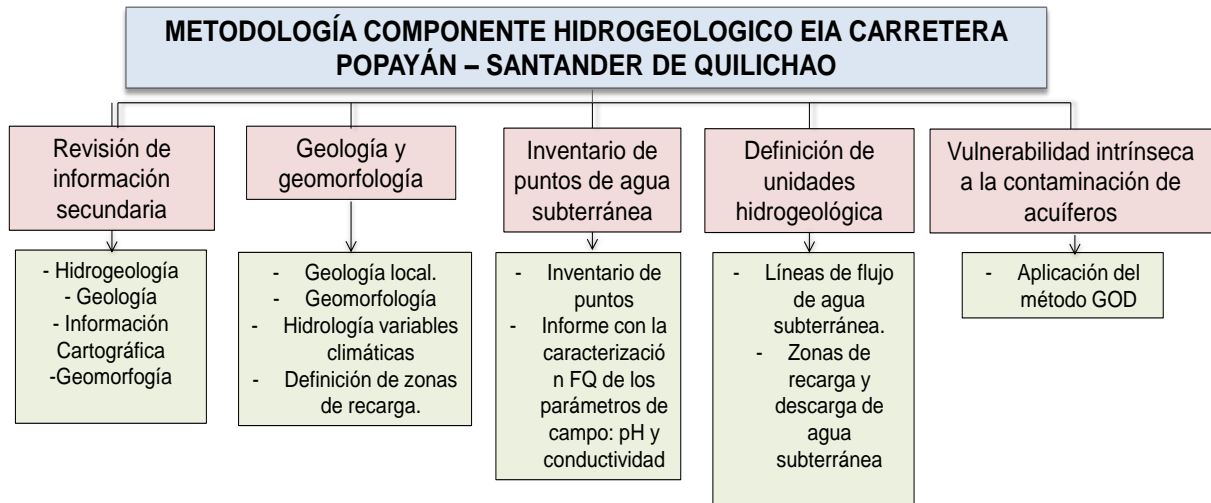 METODOLOGÍA COMPONENTE HIDROGEOLOGICO EIA CARRETERA
POPAYÁN – SANTANDER DE QUILICHAO
Revisión de
información
secundaria
- Hidrogeología
- Geología
- Información
Cartográfica
-Geomorfogía
Geología y
geomorfología
- Geología local.
- Geomorfología
- Hidrología variables
climáticas
- Definición de zonas
de recarga.
Inventario de
puntos de agua
subterránea
- Inventario de
puntos
- Informe con la
caracterizació
n FQ de los
parámetros de
campo: pH y
conductividad
Definición de
unidades
hidrogeológica
- Líneas de flujo
de agua
subterránea.
- Zonas de
recarga y
descarga de
agua
subterránea
Vulnerabilidad intrínseca
a la contaminación de
acuíferos
- Aplicación del
método GOD